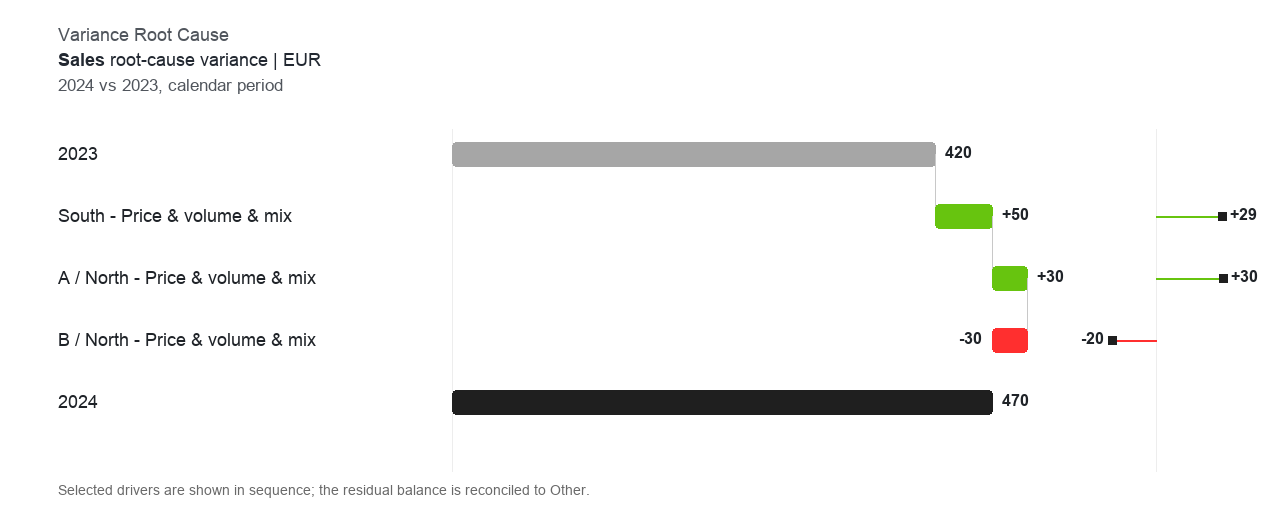 Variance Root Cause
Sales root-cause variance | EUR
2024 vs 2023, calendar period
2023 420
South - Price & volume & mix +50 +29
A / North - Price & volume & mix +30 +30
B / North - Price & volume & mix -30 -20
2024 470
Selected drivers are shown in sequence; the residual balance is reconciled to Other.